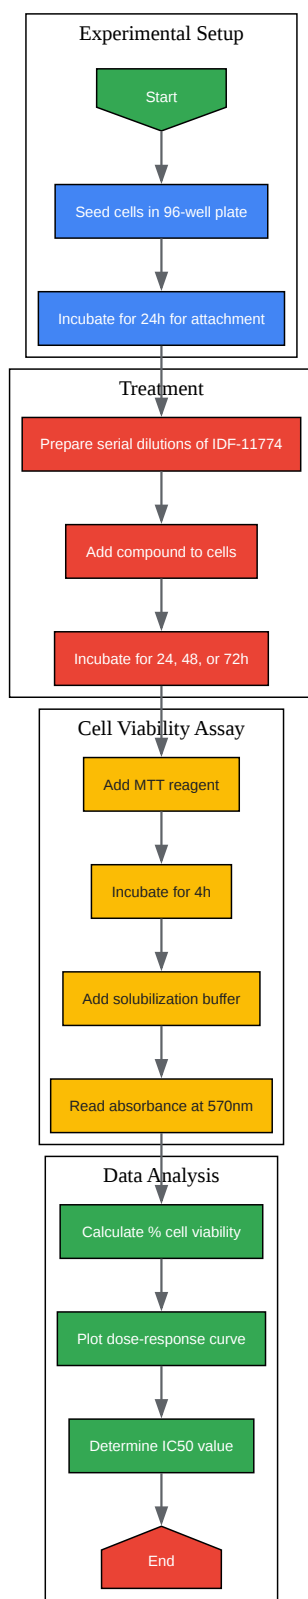 Experimental Setup
Start
Seed cells in 96-well plate
Incubate for 24h for attachment
Treatment
Prepare serial dilutions of IDF-11774
Add compound to cells
Incubate for 24, 48, or 72h
Cell Viability Assay
Add MTT reagent
Incubate for 4h
Add solubilization buffer
Read absorbance at 570nm
Data Analysis
Calculate % cell viability
Plot dose-response curve
Determine IC50 value
End